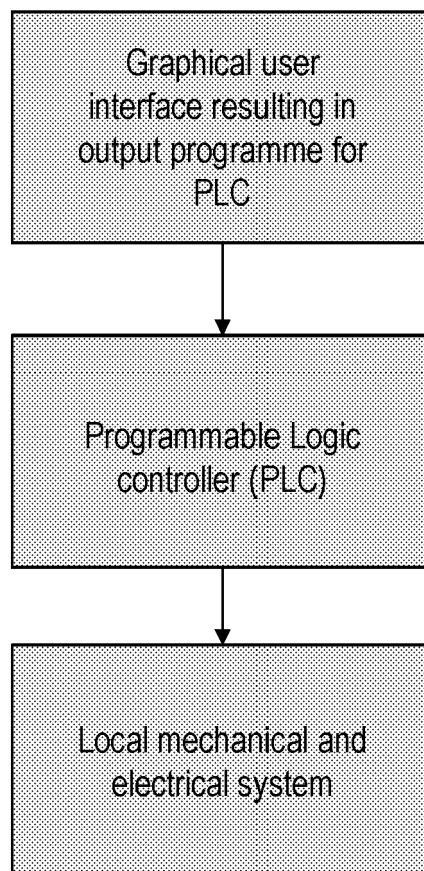 Graphical user
interface resulting in
output programme for
PLC
Programmable Logic
controller (PLC)
Local mechanical and
electrical system